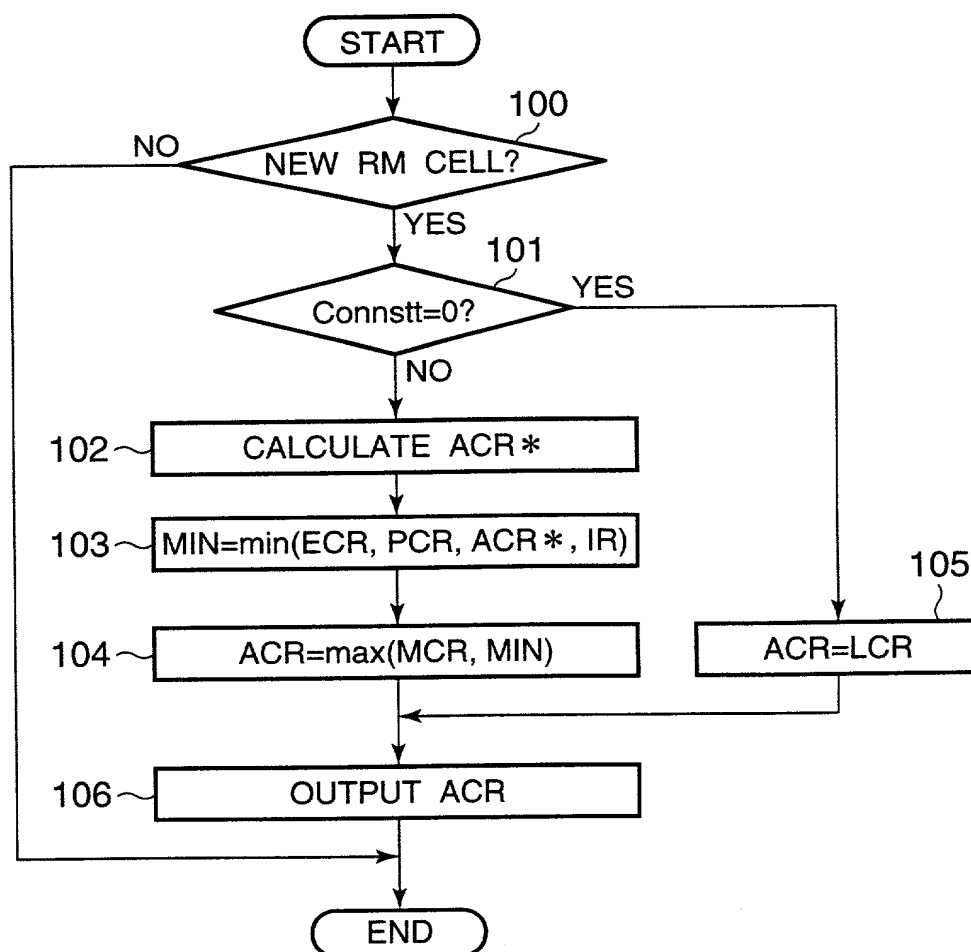 START
100
NO
NEW RM CELL?
YES
101
YES
Connstt=0?
NO
102
CALCULATE ACR*
103
MIN=min(ECR, PCR, ACR*, IR)
105
104
ACR=max(MCR, MIN)
ACR=LCR
106
OUTPUT ACR
END